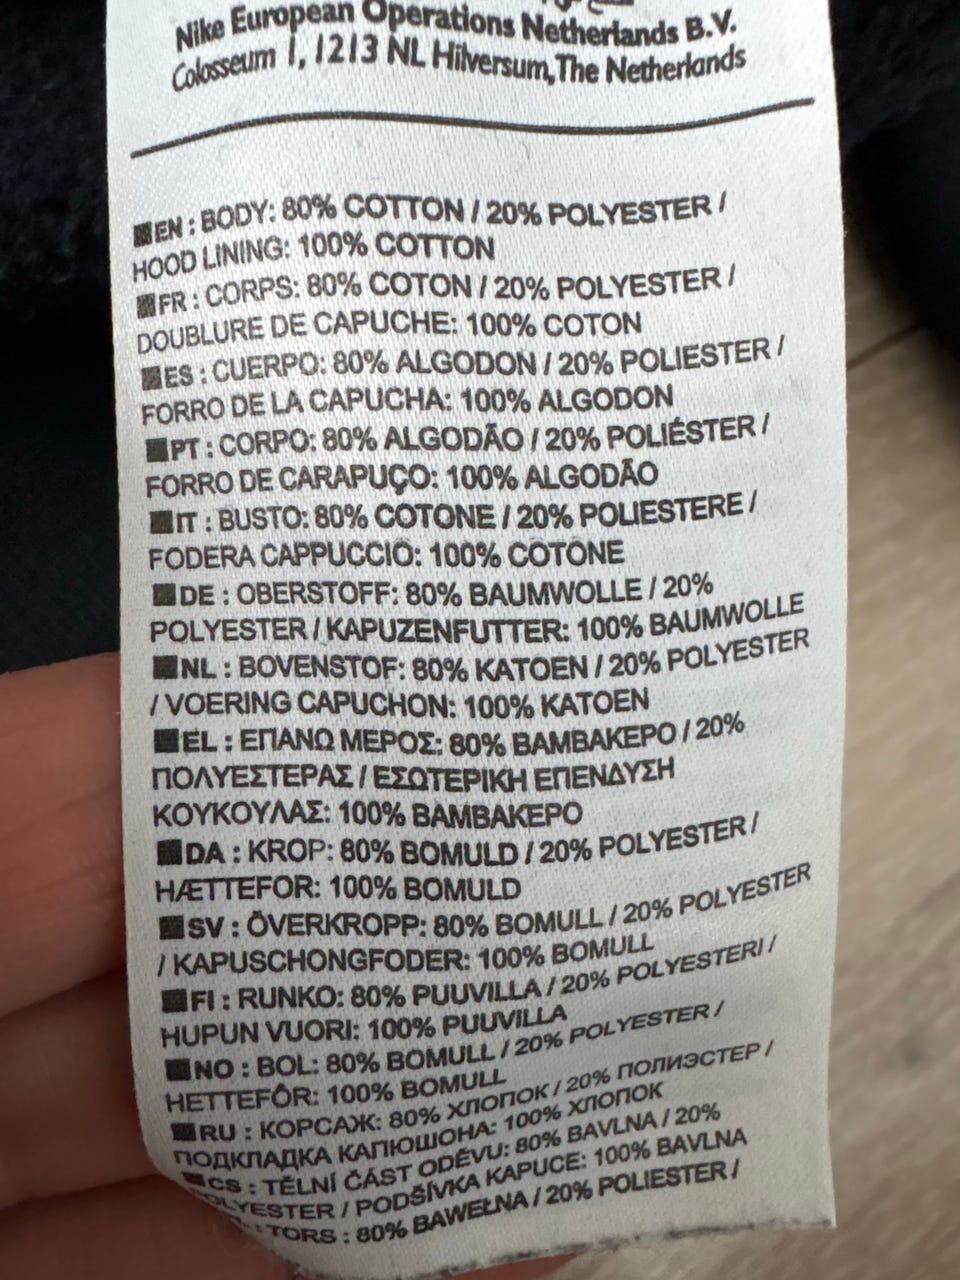 Nike European Operations Netherlands B.V.
Colosseum 1, 1213 NL Hilversum, The Netherlands
EN : BODY: 80% COTTON / 20% POLYESTER /
HOOD LINING: 100% COTTON
FR : CORPS: 80% COTON / 20% POLYESTER /
DOUBLURE DE CAPUCHE: 100% COTON
ES : CUERPO: 80% ALGODON / 20% POLIESTER /
FORRO DE LA CAPUCHA: 100% ALGODON
PT : CORPO: 80% ALGODÃO / 20% POLIÉSTER /
FORRO DE CARAPUÇO: 100% ALGODÃO
IT : BUSTO: 80% COTONE / 20% POLIESTERE /
FODERA CAPPUCCIO: 100% COTONE
DE : OBERSTOFF: 80% BAUMWOLLE / 20%
POLYESTER / KAPUZENFUTTER: 100% BAUMWOLLE
NL : BOVENSTOF: 80% KATOEN / 20% POLYESTER
/ VOERING CAPUCHON: 100% KATOEN
EL : ΕΠΑΝΩ ΜΕΡΟΣ: 80% ΒΑΜΒΑΚΕΡΟ / 20%
ΠΟΛΥΕΣΤΕΡΑΣ / ΕΣΩΤΕΡΙΚΗ ΕΠΕΝΔΥΣΗ
ΚΟΥΚΟΥΛΑΣ: 100% ΒΑΜΒΑΚΕΡΟ
DA : KROP: 80% BOMULD / 20% POLYESTER /
HÆTTEFOR: 100% BOMULD
SV : ÖVERKROPP: 80% BOMULL / 20% POLYESTER
/ KAPUSCHONGFODER: 100% BOMULL
FI : RUNKO: 80% PUUVILLA / 20% POLYESTERI /
HUPUN VUORI: 100% PUUVILLA
NO : BOL: 80% BOMULL / 20% POLYESTER /
HETTEFÔR: 100% BOMULL
RU : КОРСАЖ: 80% ХЛОПОК / 20% ПОЛИЭСТЕР /
ПОДКЛАДКА КАПЮШОНА: 100% ХЛОПОК
CS : TĚLNÍ ČÁST ODĚVU: 80% BAVLNA / 20%
POLYESTER / PODŠÍVKA KAPUCE: 100% BAVLNA
: TORS : 80% BAWEŁNA / 20% POLIESTER /